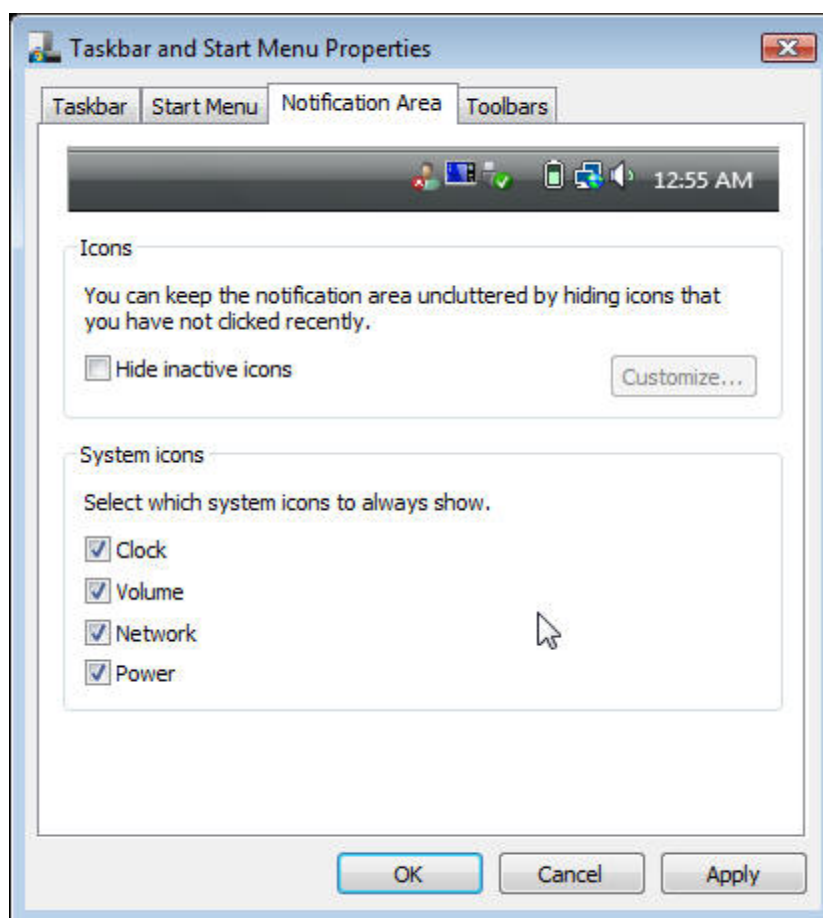 Taskbar and Start Menu Properties
Taskbar Start Menu Notification Area Toolbars
12:55 AM
Icons
You can keep the notification area uncluttered by hiding icons that
you have not clicked recently.
Hide inactive icons
Customize...
System icons
Select which system icons to always show.
Clock
Volume
Network
Power
OK Cancel Apply